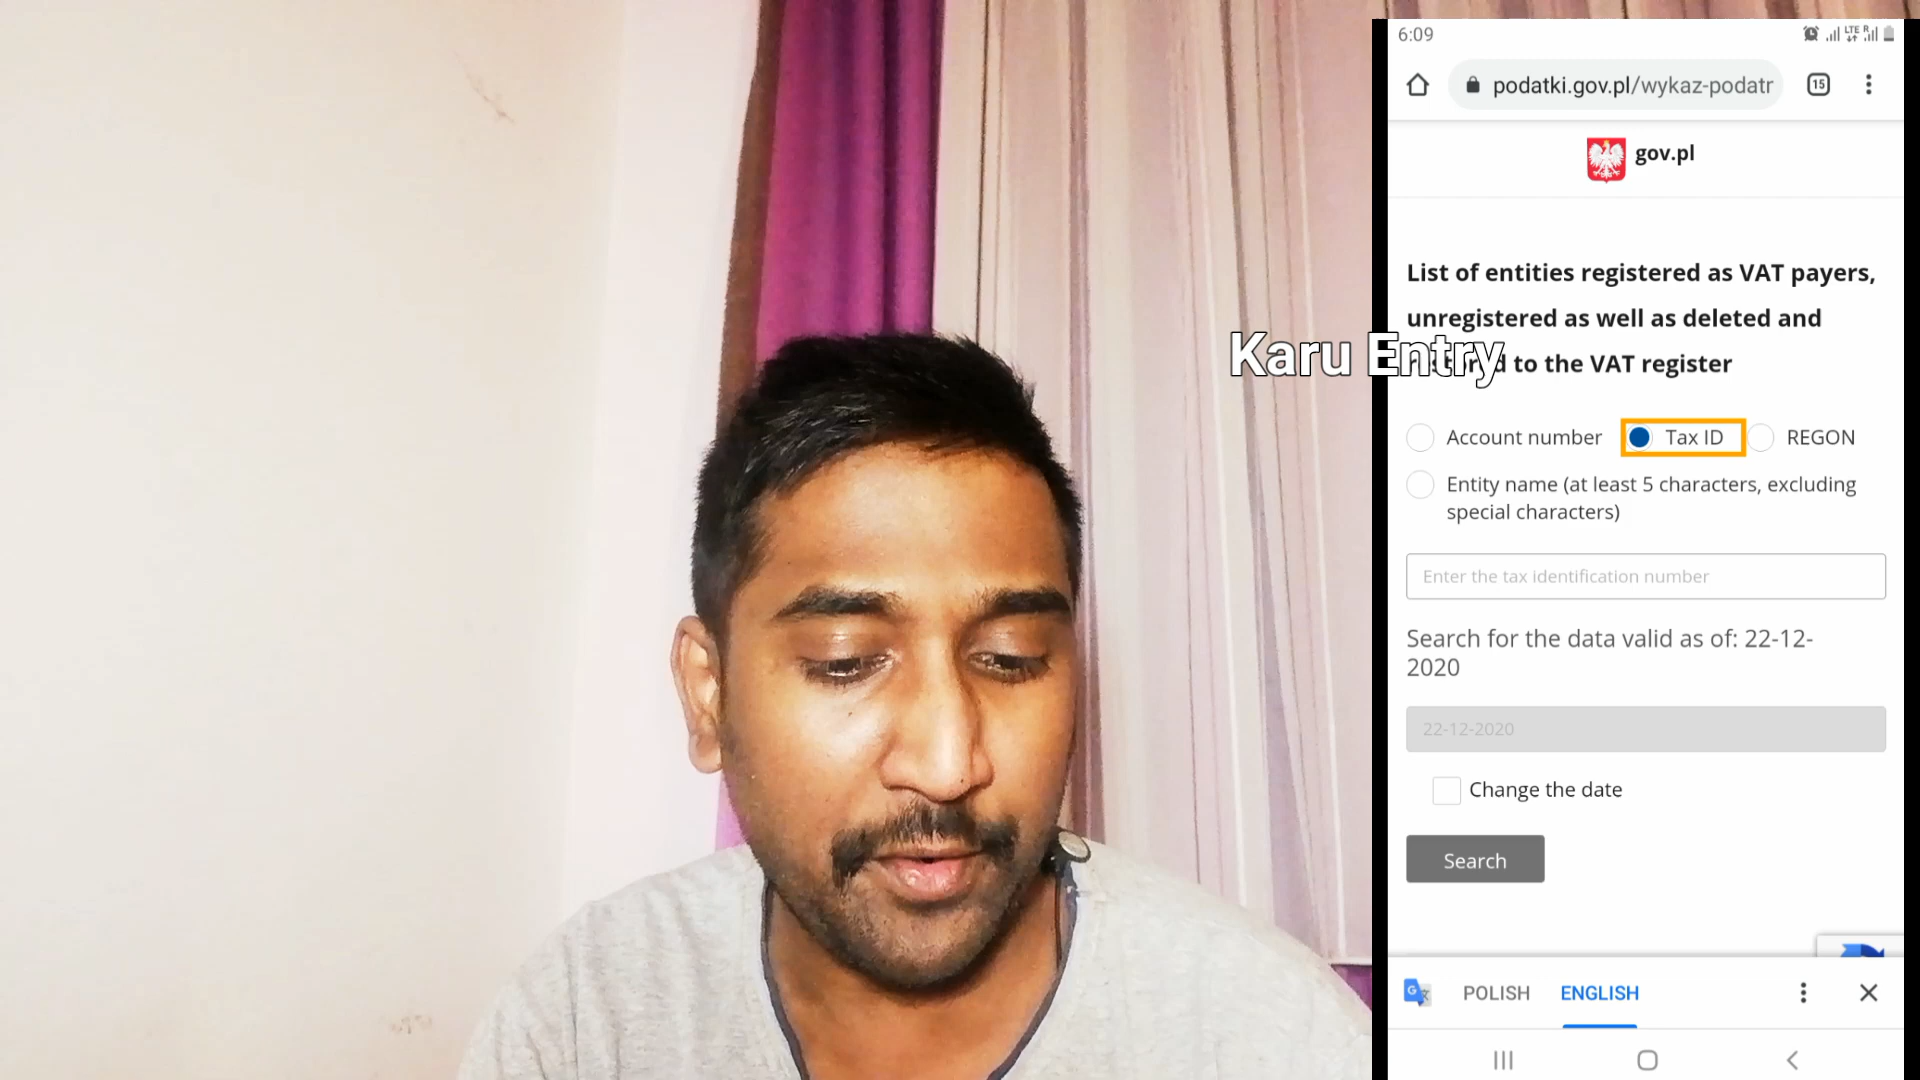 6:09
LTE R
podatki.gov.pl/wykaz-podatr
15
gov.pl
List of entities registered as VAT payers,
unregistered as well as deleted and
to the VAT register
Karu Entry
Account number Tax ID REGON
Entity name (at least 5 characters, excluding
special characters)
Enter the tax identification number
Search for the data valid as of: 22-12-
2020
22-12-2020
Change the date
Search
G
POLISH ENGLISH